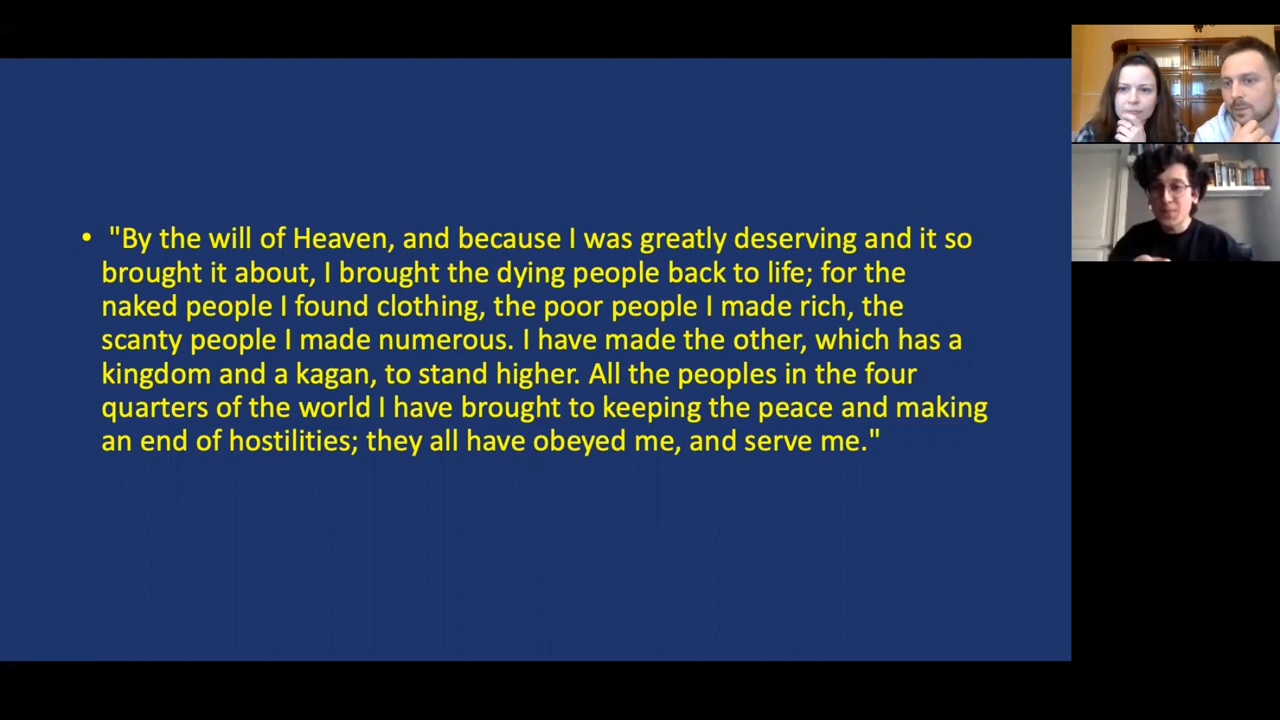 • "By the will of Heaven, and because I was greatly deserving and it so
brought it about, I brought the dying people back to life; for the
naked people I found clothing, the poor people I made rich, the
scanty people I made numerous. I have made the other, which has a
kingdom and a kagan, to stand higher. All the peoples in the four
quarters of the world I have brought to keeping the peace and making
an end of hostilities; they all have obeyed me, and serve me."